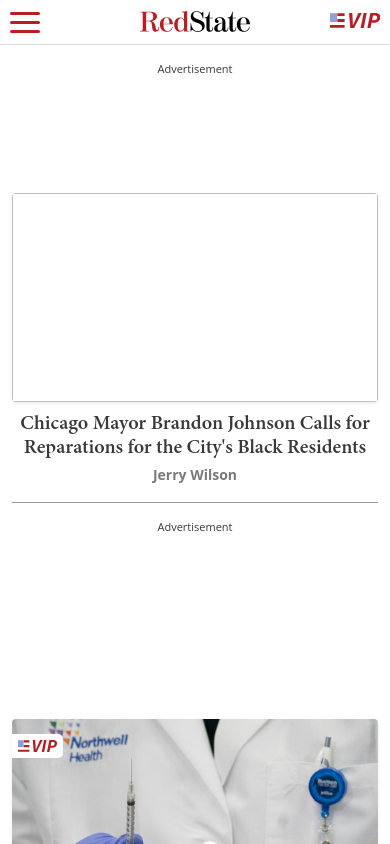 RedState
VIP
Advertisement
Chicago Mayor Brandon Johnson Calls for
Reparations for the City's Black Residents
Jerry Wilson
Advertisement
VIP
Northwell
Health